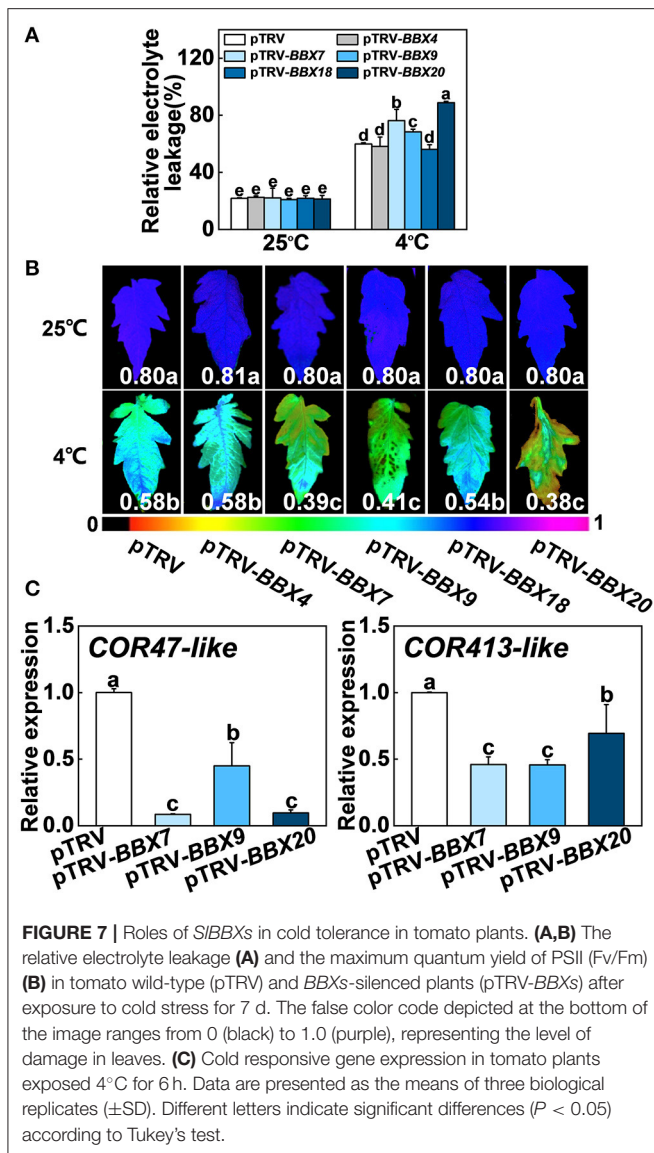 A
pTRV pTRV-BBX4
pTRV-BBX7 pTRV-BBX9
pTRV-BBX18 pTRV-BBX20
Relative electrolyte
leakage(%)
120
80
40
0
e e e e e e
d d b c d a
25°C 4°C
B
25℃
0.80a 0.81a 0.80a 0.80a 0.80a 0.80a
4℃
0.58b 0.58b 0.39c 0.41c 0.54b 0.38c
0 1
pTRV pTRV-BBX4 pTRV-BBX7 pTRV-BBX9 pTRV-BBX18 pTRV-BBX20
C
Relative expression
1.5
1.0
0.5
0.0
COR47-like
a c b c
pTRV pTRV-BBX7 pTRV-BBX9 pTRV-BBX20
Relative expression
1.5
1.0
0.5
0.0
COR413-like
a c c b
pTRV pTRV-BBX7 pTRV-BBX9 pTRV-BBX20
FIGURE 7 | Roles of SlBBXs in cold tolerance in tomato plants. (A,B) The
relative electrolyte leakage (A) and the maximum quantum yield of PSII (Fv/Fm)
(B) in tomato wild-type (pTRV) and BBXs-silenced plants (pTRV-BBXs) after
exposure to cold stress for 7 d. The false color code depicted at the bottom of
the image ranges from 0 (black) to 1.0 (purple), representing the level of
damage in leaves. (C) Cold responsive gene expression in tomato plants
exposed 4°C for 6 h. Data are presented as the means of three biological
replicates (±SD). Different letters indicate significant differences (P < 0.05)
according to Tukey's test.